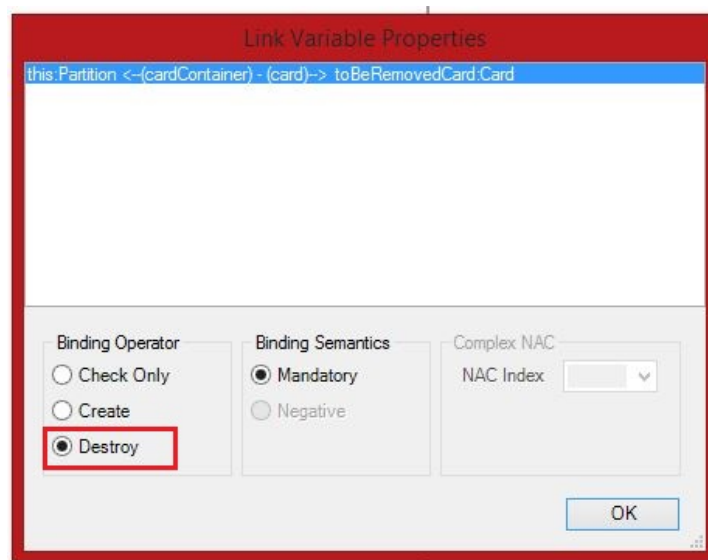 Link Variable Properties
this:Partition <--(cardContainer) - (card)--> toBeRemovedCard:Card
Binding Operator
Check Only
Create
Destroy
Binding Semantics
Mandatory
Negative
Complex NAC
NAC Index
OK